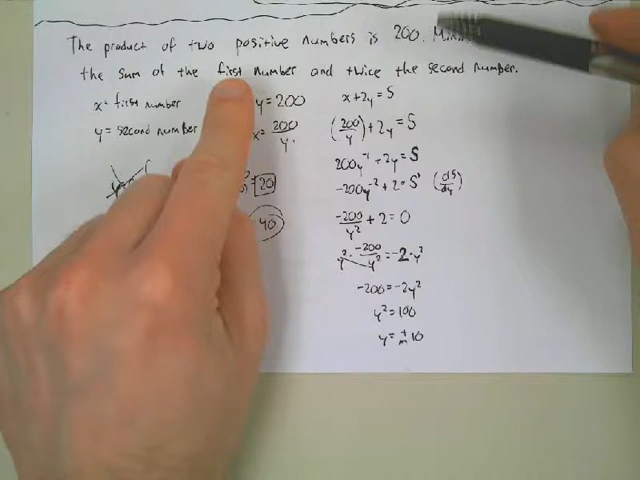 The product of two positive numbers is 200.
the sum of the first number and twice the second number.
x = first number
y = second number
y = 200
x = 200/y.
= 20
40
x + 2y = S
(200/y) + 2y = S
200y⁻¹ + 2y = S
-200y⁻² + 2 = S' (dS/dy)
-200/y² + 2 = 0
y² · -200/y² = -2 · y²
-200 = -2y²
y² = 100
y = ± 10